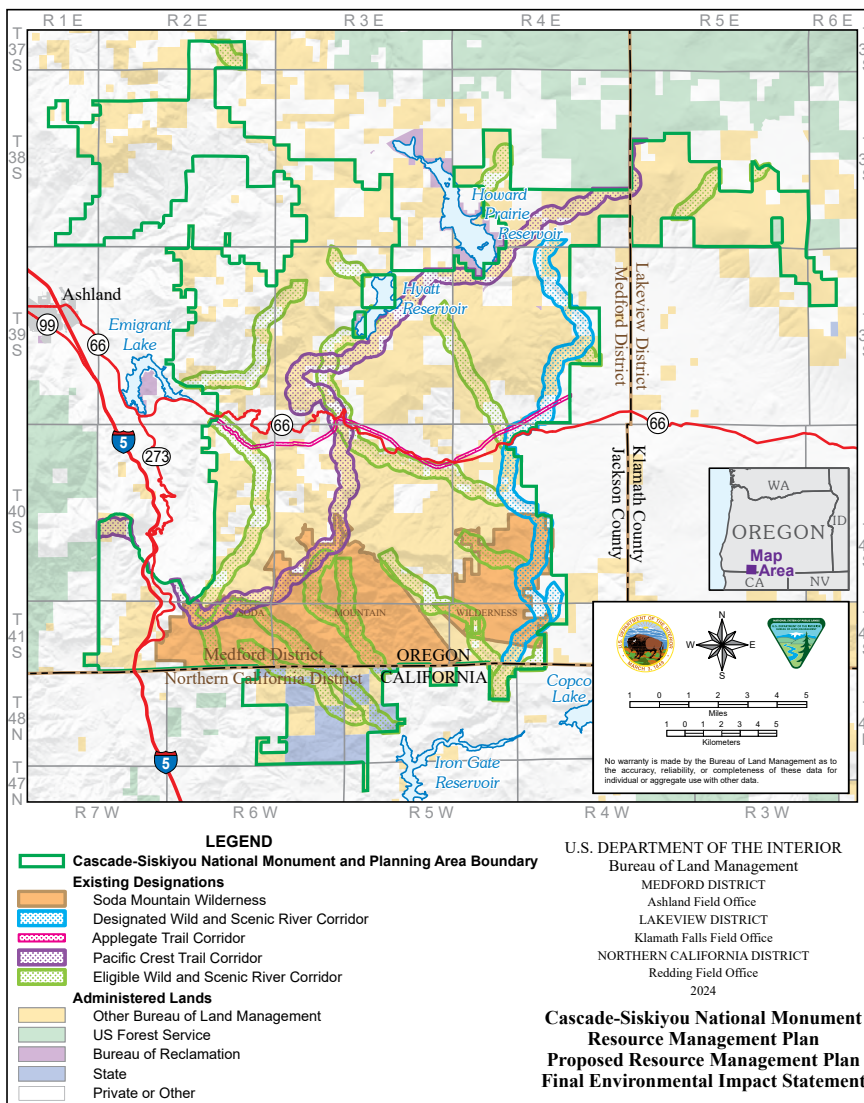 R 1 E R 2 E R 3 E R 4 E R 5 E R 6 E
T
37
S
T
38
S
Howard
Prairie
Reservoir
Hyatt
Reservoir
Lakeview District
Medford District
Ashland
Emigrant
Lake
T
39
S
99
66
66
66
5
273
Klamath County
Jackson County
T
40
S
WA
ID
OREGON
Map
Area
CA NV
SODA MOUNTAIN WILDERNESS
T
41
S
Medford District OREGON
Northern California District CALIFORNIA
Copco
Lake
T
48
N
Iron Gate
Reservoir
5
T
47
N
U.S. DEPARTMENT OF THE INTERIOR
MARCH 3, 1849
N
W E
S
1 0 1 2 3 4 5
Miles
1 0 1 2 3 4 5
Kilometers
No warranty is made by the Bureau of Land Management as to
the accuracy, reliability, or completeness of these data for
individual or aggregate use with other data.
R 7 W R 6 W R 5 W R 4 W R 3 W
LEGEND
Cascade-Siskiyou National Monument and Planning Area Boundary
Existing Designations
Soda Mountain Wilderness
Designated Wild and Scenic River Corridor
Applegate Trail Corridor
Pacific Crest Trail Corridor
Eligible Wild and Scenic River Corridor
Administered Lands
Other Bureau of Land Management
US Forest Service
Bureau of Reclamation
State
Private or Other
U.S. DEPARTMENT OF THE INTERIOR
Bureau of Land Management
MEDFORD DISTRICT
Ashland Field Office
LAKEVIEW DISTRICT
Klamath Falls Field Office
NORTHERN CALIFORNIA DISTRICT
Redding Field Office
2024
Cascade-Siskiyou National Monument
Resource Management Plan
Proposed Resource Management Plan
Final Environmental Impact Statement